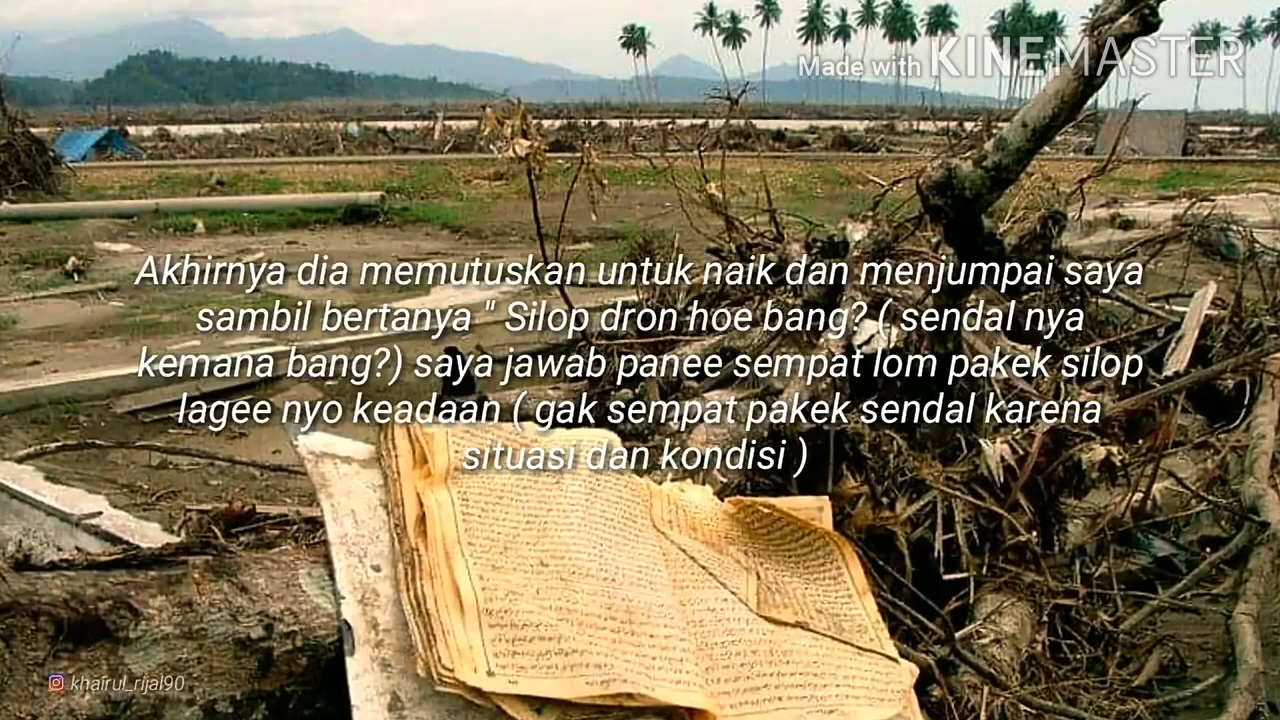 Made with KINEMASTER
Akhirnya dia memutuskan untuk naik dan menjumpai saya
sambil bertanya " Silop dron hoe bang? ( sendal nya
kemana bang?) saya jawab panee sempat lom pakek silop
lagee nyo keadaan ( gak sempat pakek sendal karena
situasi dan kondisi )
khairul_rijal90